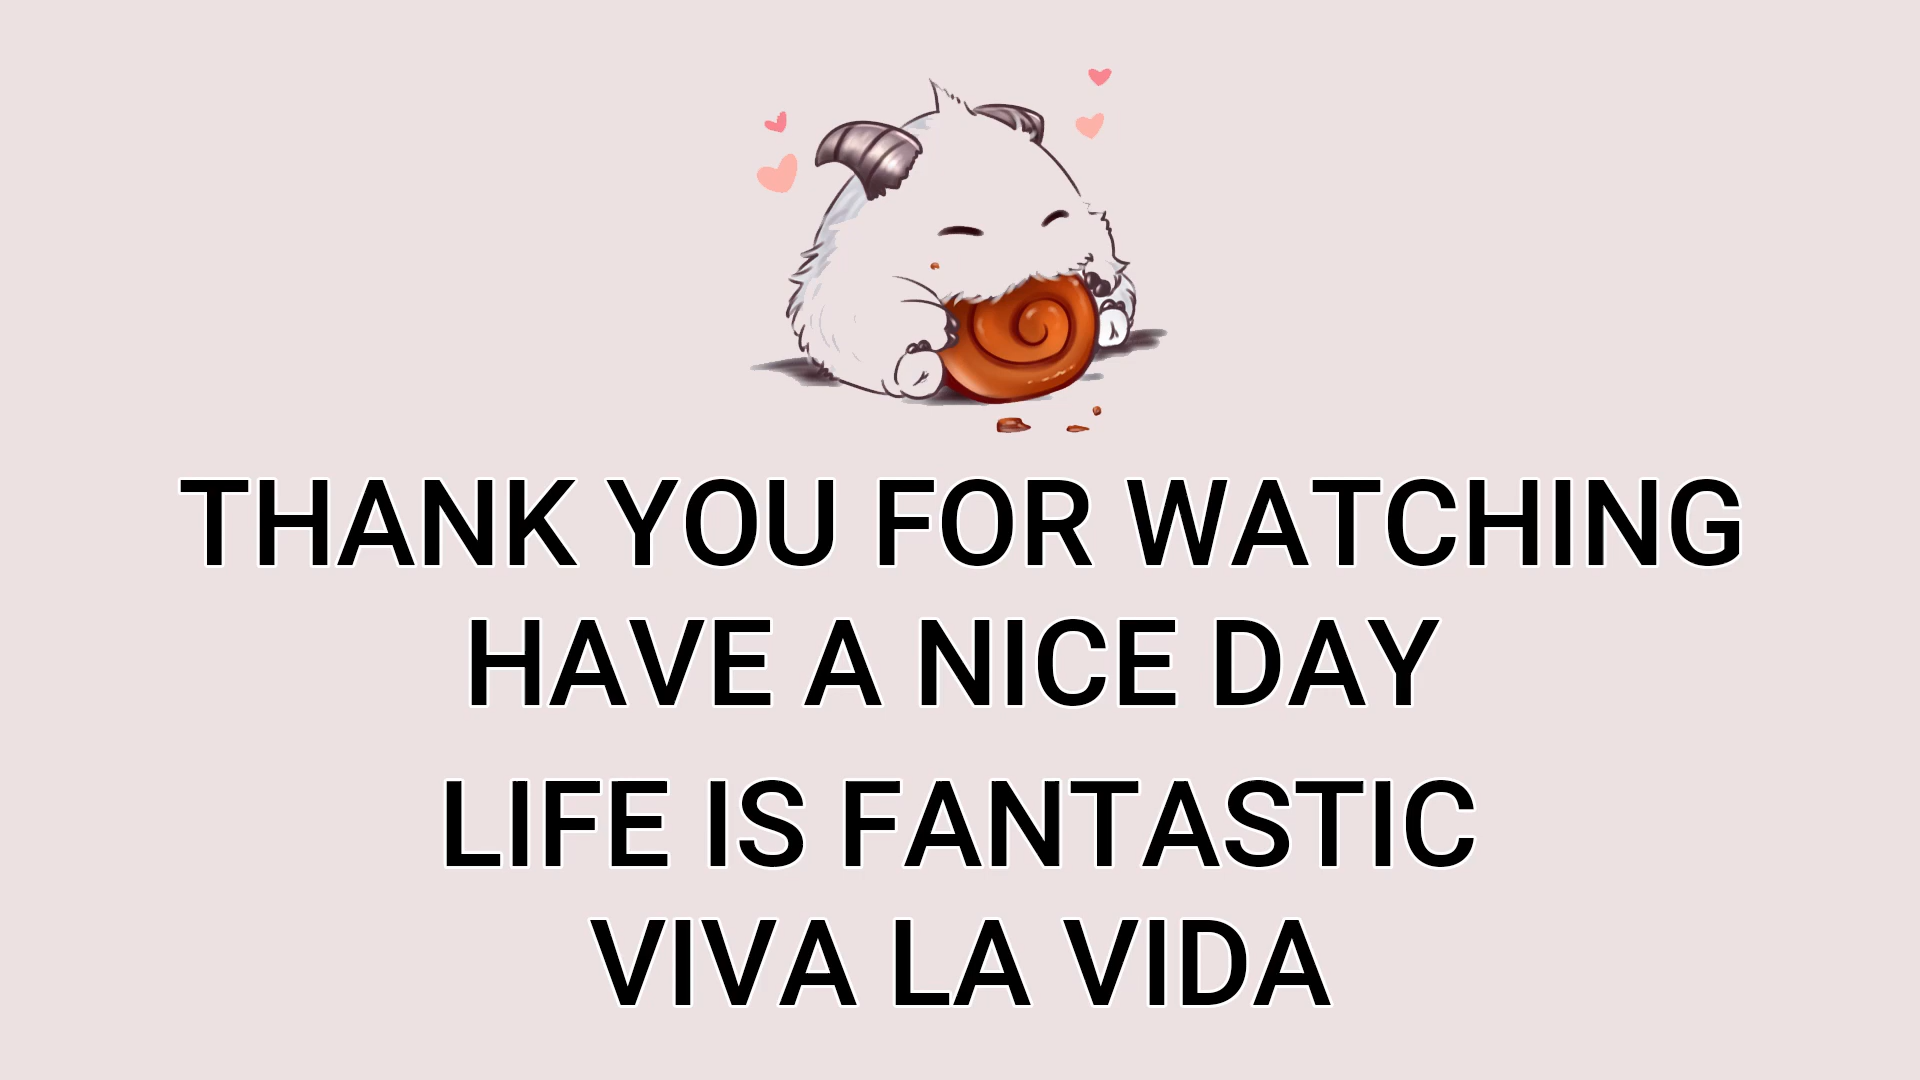 THANK YOU FOR WATCHING
HAVE A NICE DAY
LIFE IS FANTASTIC
VIVA LA VIDA